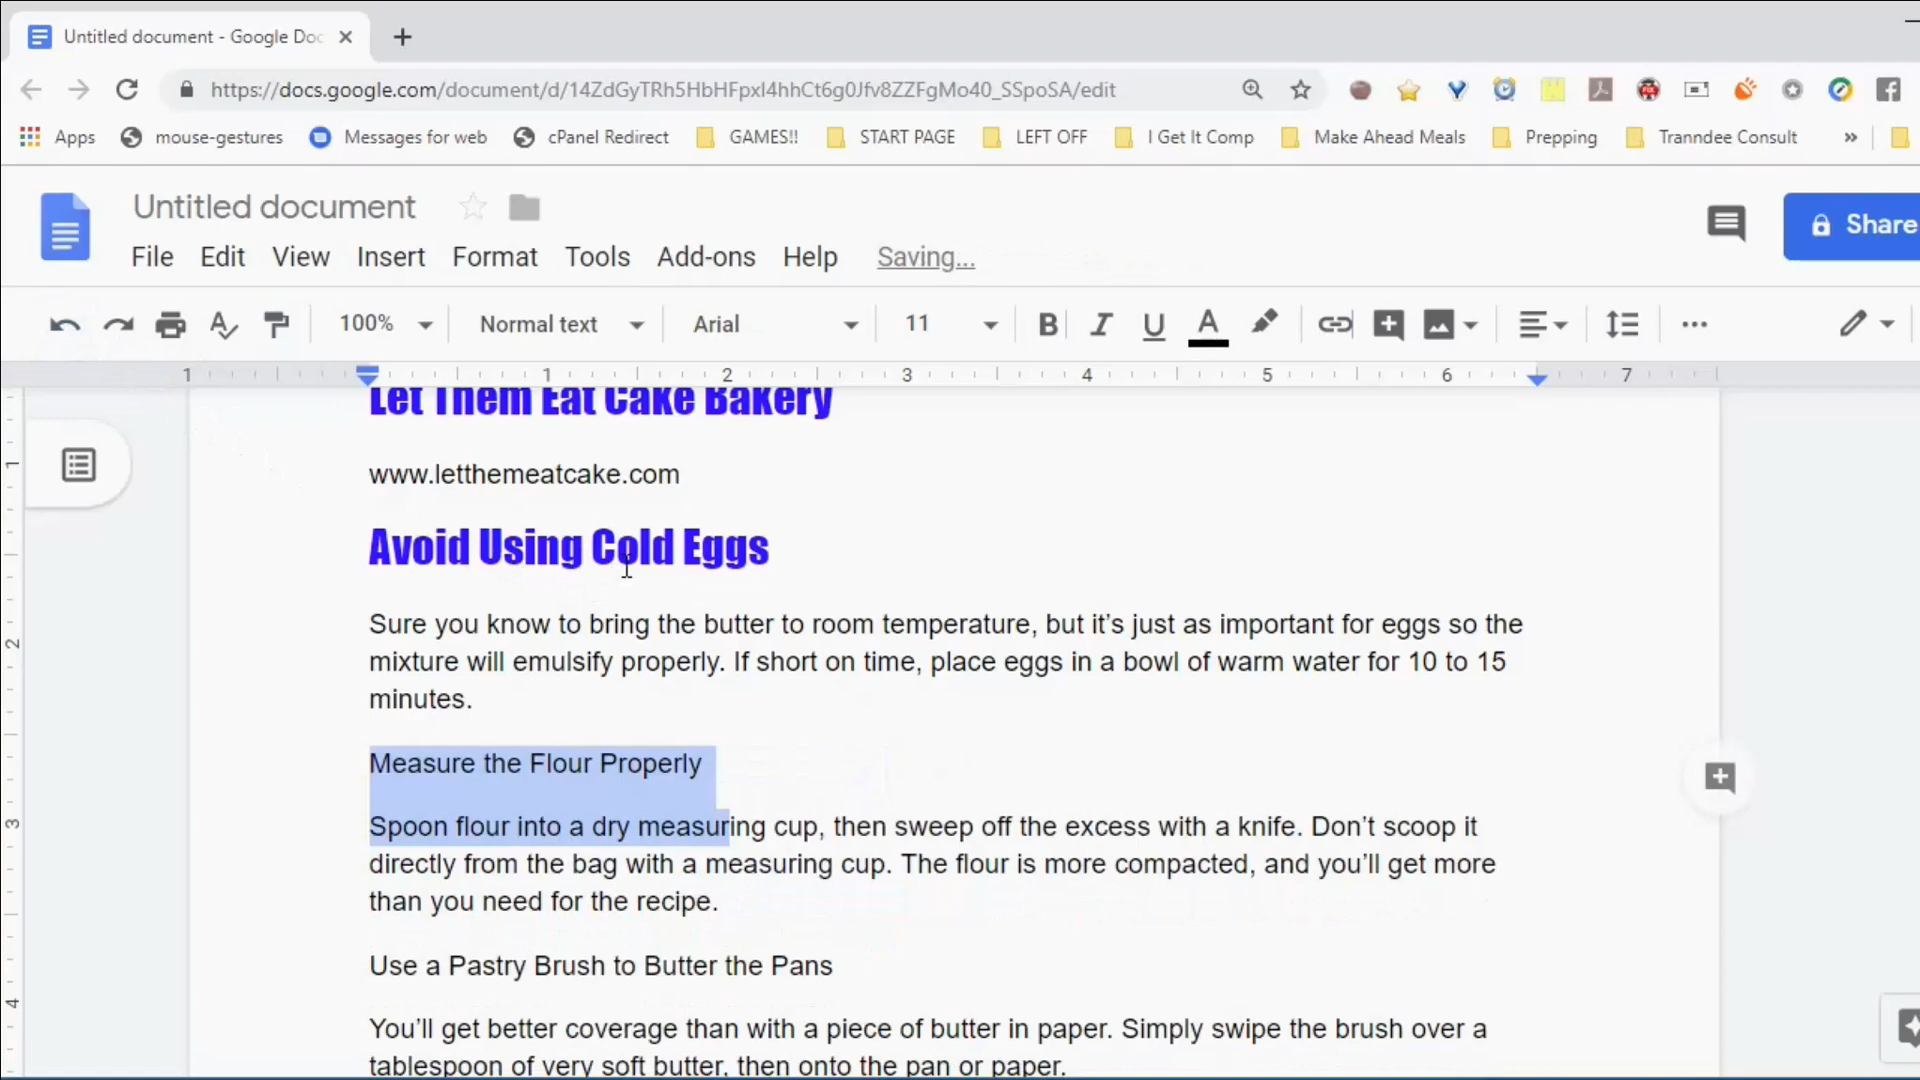 Untitled document - Google Doc
https://docs.google.com/document/d/14ZdGyTRh5HbHFpxI4hhCt6g0Jfv8ZZFgMo40_SSpoSA/edit
Apps mouse-gestures Messages for web cPanel Redirect GAMES!! START PAGE LEFT OFF I Get It Comp Make Ahead Meals Prepping Tranndee Consult »
Untitled document
Share
File Edit View Insert Format Tools Add-ons Help Saving...
100% Normal text Arial 11 B I U A
1 1 2 3 4 5 6 7
Let Them Eat Cake Bakery
1
www.letthemeatcake.com
Avoid Using Cold Eggs
Sure you know to bring the butter to room temperature, but it’s just as important for eggs so the
2
mixture will emulsify properly. If short on time, place eggs in a bowl of warm water for 10 to 15
minutes.
Measure the Flour Properly
3
Spoon flour into a dry measuring cup, then sweep off the excess with a knife. Don’t scoop it
directly from the bag with a measuring cup. The flour is more compacted, and you’ll get more
than you need for the recipe.
Use a Pastry Brush to Butter the Pans
4
You’ll get better coverage than with a piece of butter in paper. Simply swipe the brush over a
tablespoon of very soft butter, then onto the pan or paper.